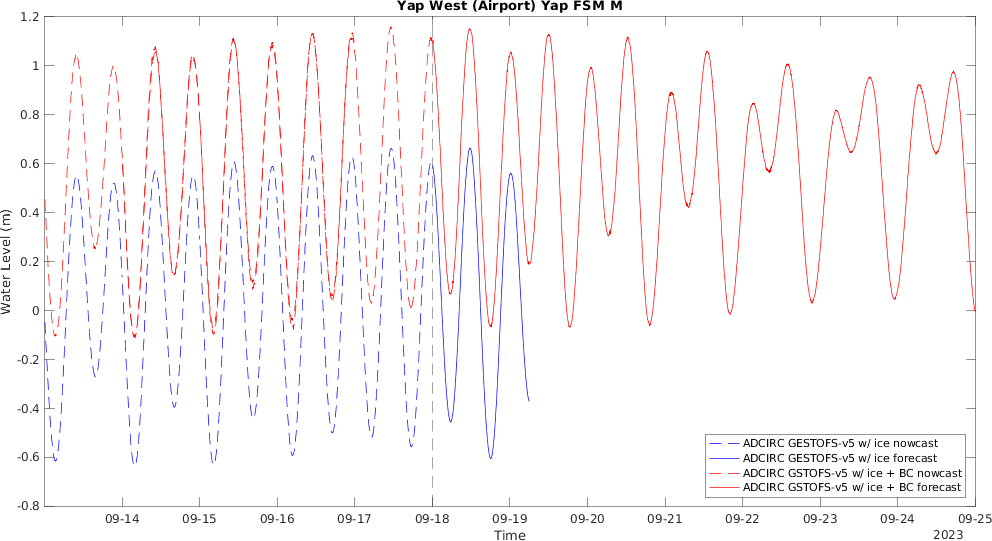 Yap West (Airport) Yap FSM M
1.2
1
0.8
0.6
0.4
0.2
0
-0.2
-0.4
-0.6
-0.8
Water Level (m)
ADCIRC GESTOFS-v5 w/ ice nowcast
ADCIRC GESTOFS-v5 w/ ice forecast
ADCIRC GSTOFS-v5 w/ ice + BC nowcast
ADCIRC GSTOFS-v5 w/ ice + BC forecast
09-14 09-15 09-16 09-17 09-18 09-19 09-20 09-21 09-22 09-23 09-24 09-25
Time
2023